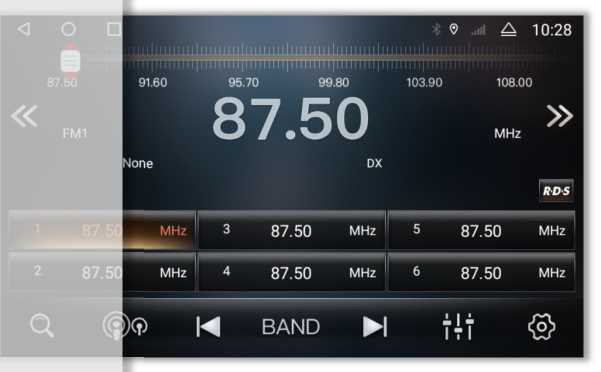 10:28
87.50 91.60 95.70 99.80 103.90 108.00
FM1 87.50 MHz
None DX
RDS
1 87.50 MHz 3 87.50 MHz 5 87.50 MHz
2 87.50 MHz 4 87.50 MHz 6 87.50 MHz
BAND